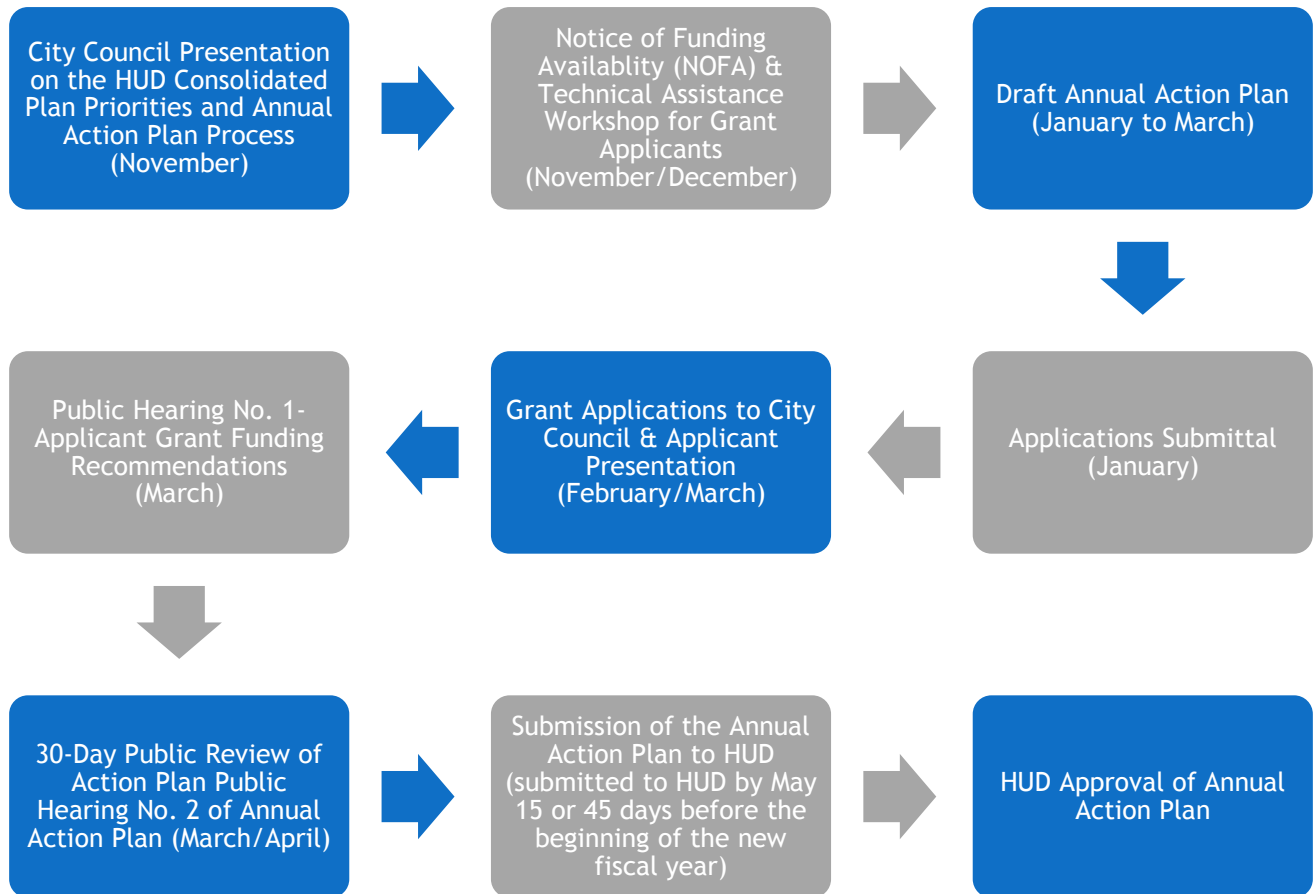 City Council Presentation
on the HUD Consolidated
Plan Priorities and Annual
Action Plan Process
(November)
Notice of Funding
Availablity (NOFA) &
Technical Assistance
Workshop for Grant
Applicants
(November/December)
Draft Annual Action Plan
(January to March)
Applications Submittal
(January)
Grant Applications to City
Council & Applicant
Presentation
(February/March)
Public Hearing No. 1-
Applicant Grant Funding
Recommendations
(March)
30-Day Public Review of
Action Plan Public
Hearing No. 2 of Annual
Action Plan (March/April)
Submission of the Annual
Action Plan to HUD
(submitted to HUD by May
15 or 45 days before the
beginning of the new
fiscal year)
HUD Approval of Annual
Action Plan